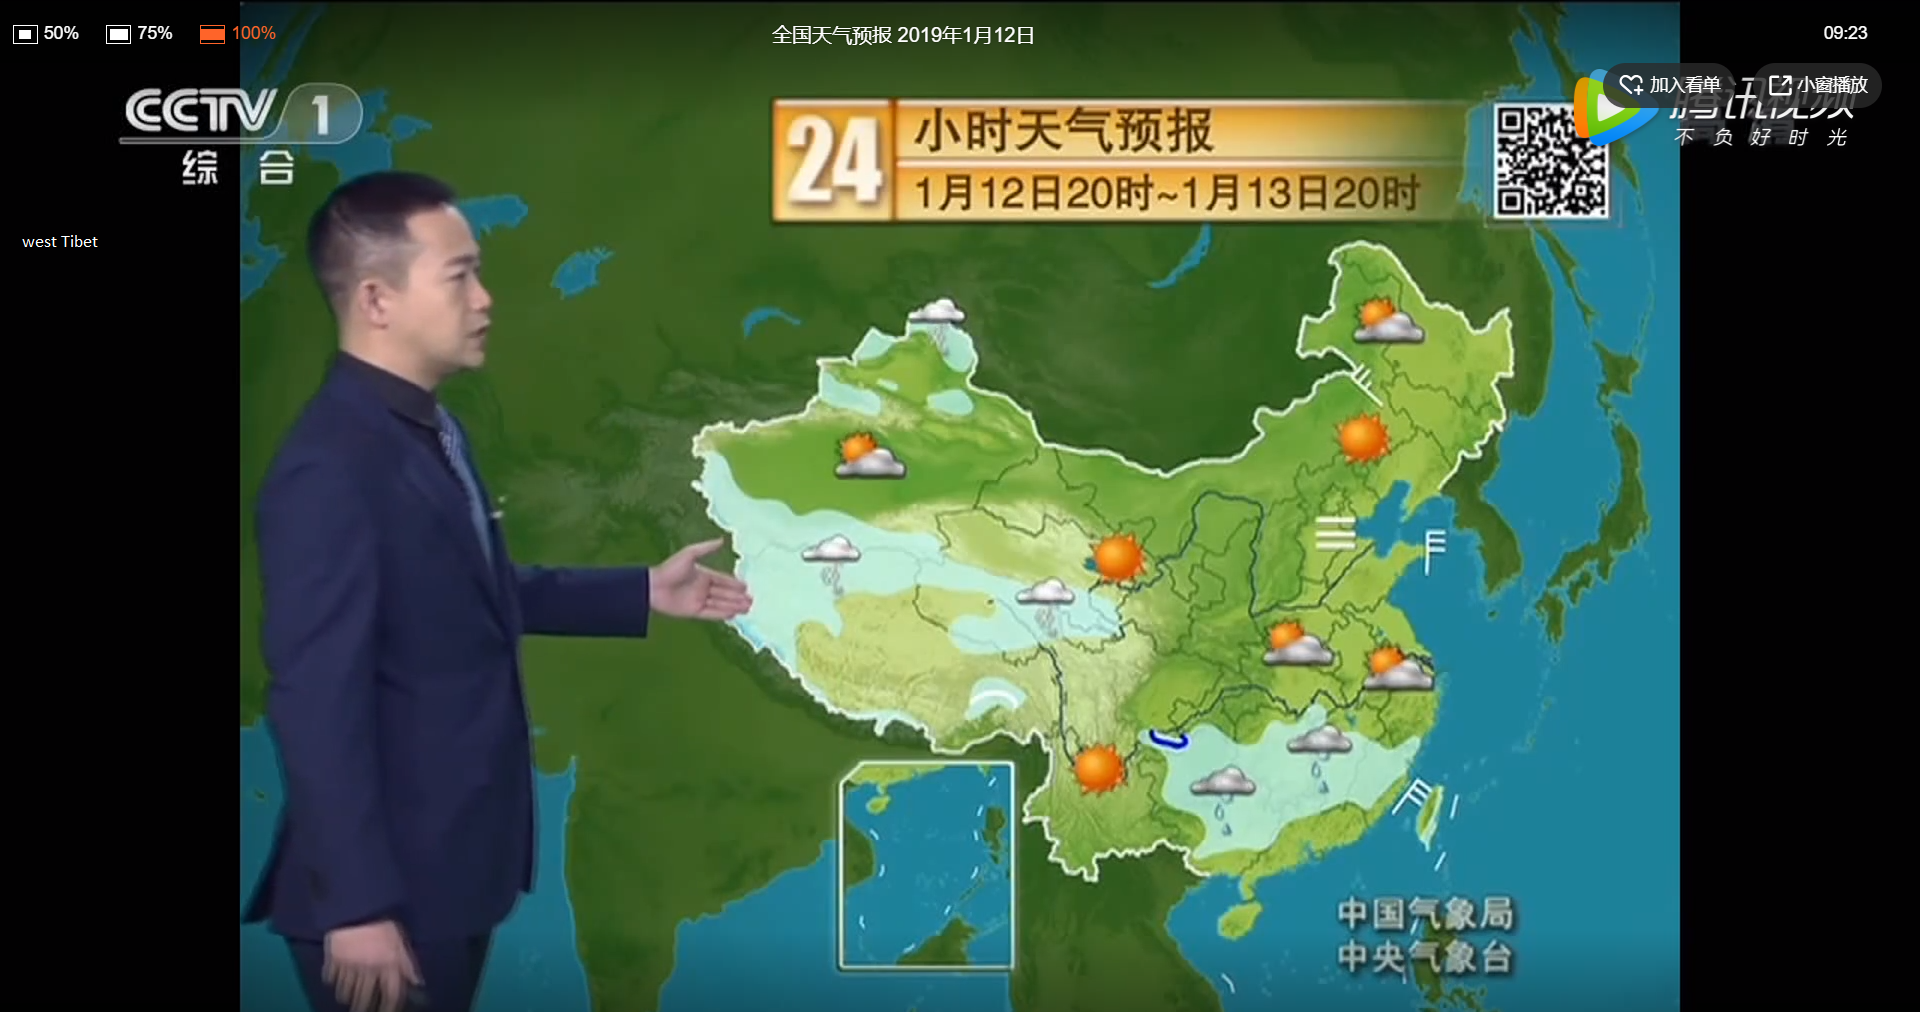 50% 75% 100%
全国天气预报 2019年1月12日
09:23
CCTV 1
综合
加入看单
小窗播放
腾讯视频
不负好时光
24
小时天气预报
1月12日20时~1月13日20时
west Tibet
中国气象局
中央气象台